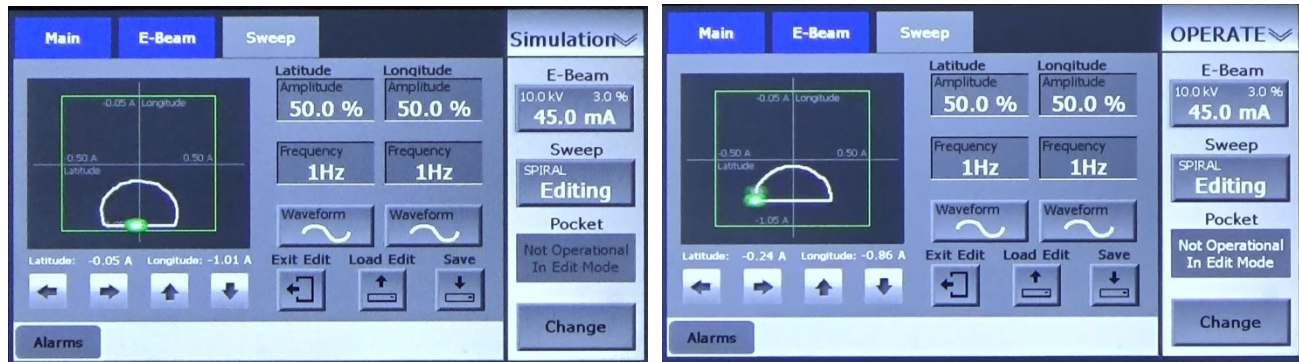 Main E-Beam Sweep Simulation
Latitude Longitude
Amplitude Amplitude
50.0 % 50.0 %
Frequency Frequency
1Hz 1Hz
Waveform Waveform
-0.05 A Longitude
-0.50 A 0.50 A
Latitude
Latitude: -0.05 A Longitude: -1.01 A
Exit Edit Load Edit Save
E-Beam
10.0 kV 3.0 %
45.0 mA
Sweep
SPIRAL
Editing
Pocket
Not Operational
In Edit Mode
Change
Alarms
Main E-Beam Sweep OPERATE
Latitude Longitude
Amplitude Amplitude
50.0 % 50.0 %
Frequency Frequency
1Hz 1Hz
Waveform Waveform
-0.05 A Longitude
-0.50 A 0.50 A
Latitude
-1.05 A
Latitude: -0.24 A Longitude: -0.86 A
Exit Edit Load Edit Save
E-Beam
10.0 kV 3.0 %
45.0 mA
Sweep
SPIRAL
Editing
Pocket
Not Operational
In Edit Mode
Change
Alarms